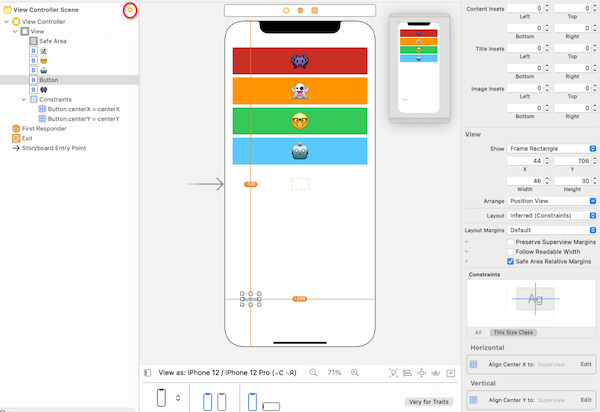 View Controller Scene
View Controller
View
Safe Area
B
B
B
B Button
B
Constraints
Button.centerX = centerX
Button.centerY = centerY
First Responder
Exit
Storyboard Entry Point
Button
View as: iPhone 12 / iPhone 12 Pro (wC hR)
71%
Vary for Traits
Content Insets
0 0
Left Top
0 0
Bottom Right
Title Insets
0 0
Left Top
0 0
Bottom Right
Image Insets
0 0
Left Top
0 0
Bottom Right
View
Show Frame Rectangle
44 706
X Y
46 30
Width Height
Arrange Position View
Layout Inferred (Constraints)
Layout Margins Default
Preserve Superview Margins
Follow Readable Width
Safe Area Relative Margins
Constraints
Ag
All This Size Class
Horizontal
Align Center X to: Superview Edit
Vertical
Align Center Y to: Superview Edit